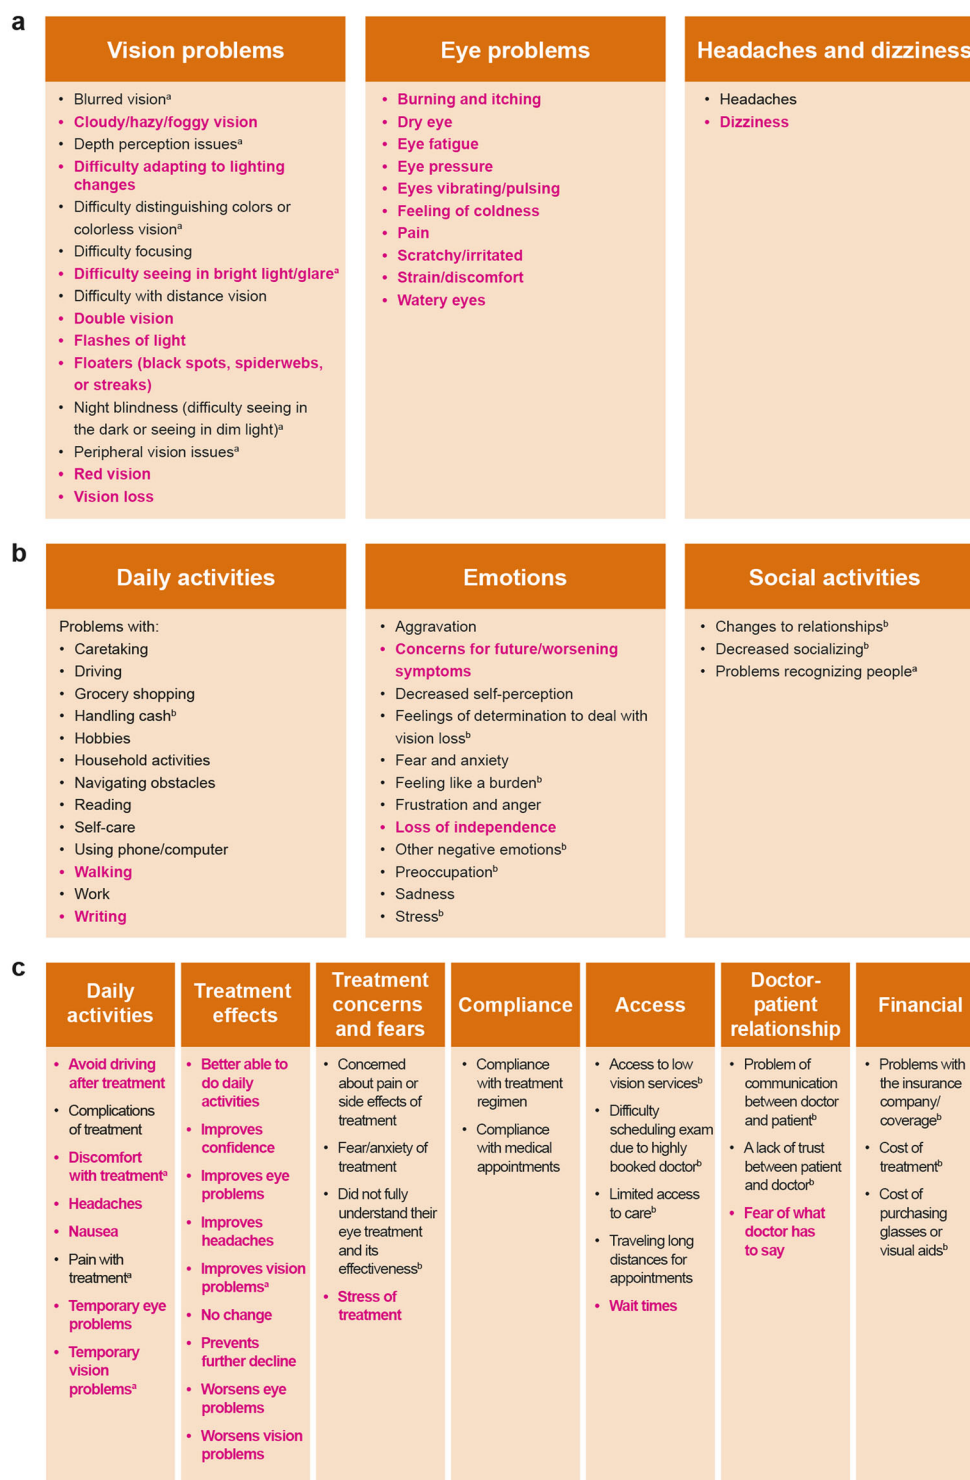 a
Vision problems
• Blurred visionᵃ
• Cloudy/hazy/foggy vision
• Depth perception issuesᵃ
• Difficulty adapting to lighting
changes
• Difficulty distinguishing colors or
colorless visionᵃ
• Difficulty focusing
• Difficulty seeing in bright light/glareᵃ
• Difficulty with distance vision
• Double vision
• Flashes of light
• Floaters (black spots, spiderwebs,
or streaks)
• Night blindness (difficulty seeing in
the dark or seeing in dim light)ᵃ
• Peripheral vision issuesᵃ
• Red vision
• Vision loss
Eye problems
• Burning and itching
• Dry eye
• Eye fatigue
• Eye pressure
• Eyes vibrating/pulsing
• Feeling of coldness
• Pain
• Scratchy/irritated
• Strain/discomfort
• Watery eyes
Headaches and dizziness
• Headaches
• Dizziness
b
Daily activities
Problems with:
• Caretaking
• Driving
• Grocery shopping
• Handling cashᵇ
• Hobbies
• Household activities
• Navigating obstacles
• Reading
• Self-care
• Using phone/computer
• Walking
• Work
• Writing
Emotions
• Aggravation
• Concerns for future/worsening
symptoms
• Decreased self-perception
• Feelings of determination to deal with
vision lossᵇ
• Fear and anxiety
• Feeling like a burdenᵇ
• Frustration and anger
• Loss of independence
• Other negative emotionsᵇ
• Preoccupationᵇ
• Sadness
• Stressᵇ
Social activities
• Changes to relationshipsᵇ
• Decreased socializingᵇ
• Problems recognizing peopleᵃ
c
Daily
activities
• Avoid driving
after treatment
• Complications
of treatment
• Discomfort
with treatmentᵃ
• Headaches
• Nausea
• Pain with
treatmentᵃ
• Temporary eye
problems
• Temporary
vision
problemsᵃ
Treatment
effects
• Better able to
do daily
activities
• Improves
confidence
• Improves eye
problems
• Improves
headaches
• Improves vision
problemsᵃ
• No change
• Prevents
further decline
• Worsens eye
problems
• Worsens vision
problems
Treatment
concerns
and fears
• Concerned
about pain or
side effects of
treatment
• Fear/anxiety of
treatment
• Did not fully
understand their
eye treatment
and its
effectivenessᵇ
• Stress of
treatment
Compliance
• Compliance
with treatment
regimen
• Compliance
with medical
appointments
Access
• Access to low
vision servicesᵇ
• Difficulty
scheduling exam
due to highly
booked doctorᵇ
• Limited access
to careᵇ
• Traveling long
distances for
appointments
• Wait times
Doctor-
patient
relationship
• Problem of
communication
between doctor
and patientᵇ
• A lack of trust
between patient
and doctorᵇ
• Fear of what
doctor has
to say
Financial
• Problems with
the insurance
company/
coverageᵇ
• Cost of
treatmentᵇ
• Cost of
purchasing
glasses or
visual aidsᵇ